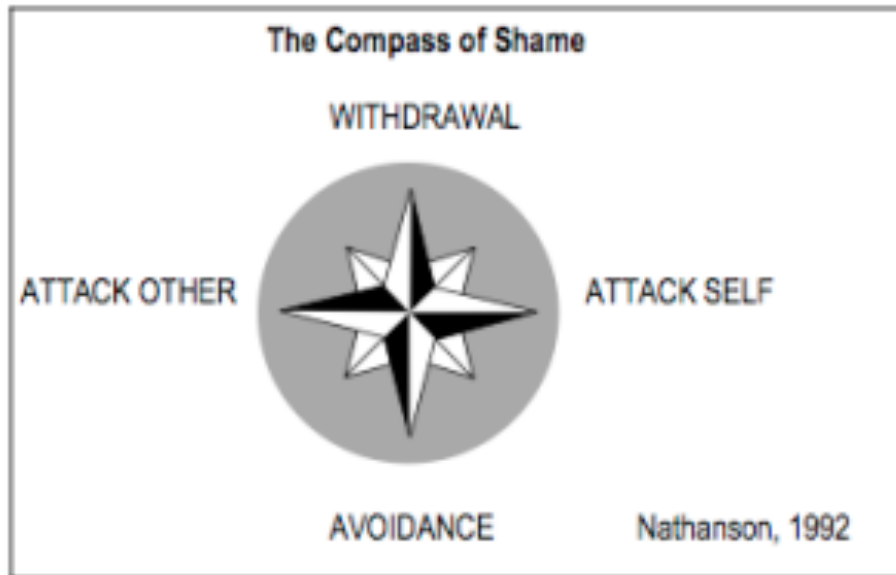 The Compass of Shame
WITHDRAWAL
ATTACK OTHER
ATTACK SELF
AVOIDANCE
Nathanson, 1992